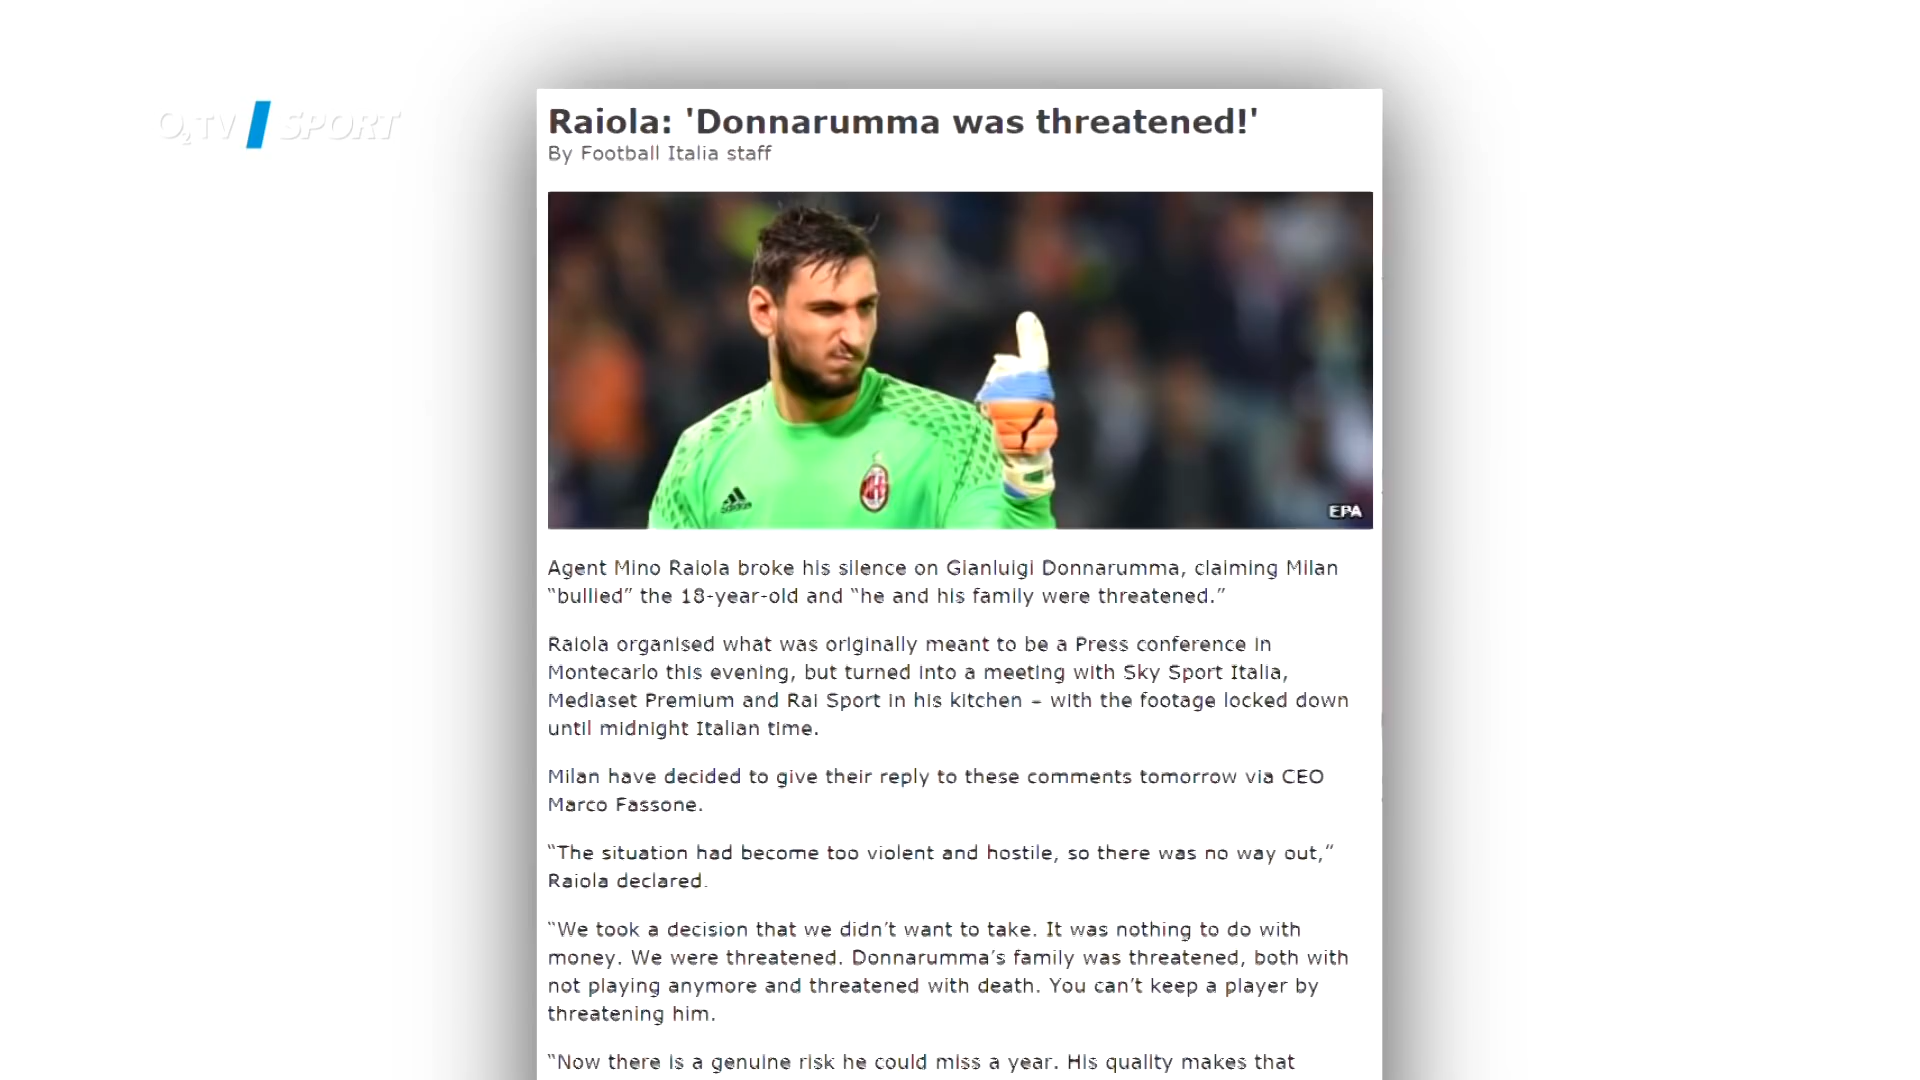 O2 TV SPORT
Raiola: 'Donnarumma was threatened!'
By Football Italia staff
adidas
EPA
Agent Mino Raiola broke his silence on Gianluigi Donnarumma, claiming Milan
“bullied” the 18-year-old and “he and his family were threatened.”
Raiola organised what was originally meant to be a Press conference in
Montecarlo this evening, but turned into a meeting with Sky Sport Italia,
Mediaset Premium and Rai Sport in his kitchen – with the footage locked down
until midnight Italian time.
Milan have decided to give their reply to these comments tomorrow via CEO
Marco Fassone.
“The situation had become too violent and hostile, so there was no way out,”
Raiola declared.
“We took a decision that we didn’t want to take. It was nothing to do with
money. We were threatened. Donnarumma’s family was threatened, both with
not playing anymore and threatened with death. You can’t keep a player by
threatening him.
“Now there is a genuine risk he could miss a year. His quality makes that